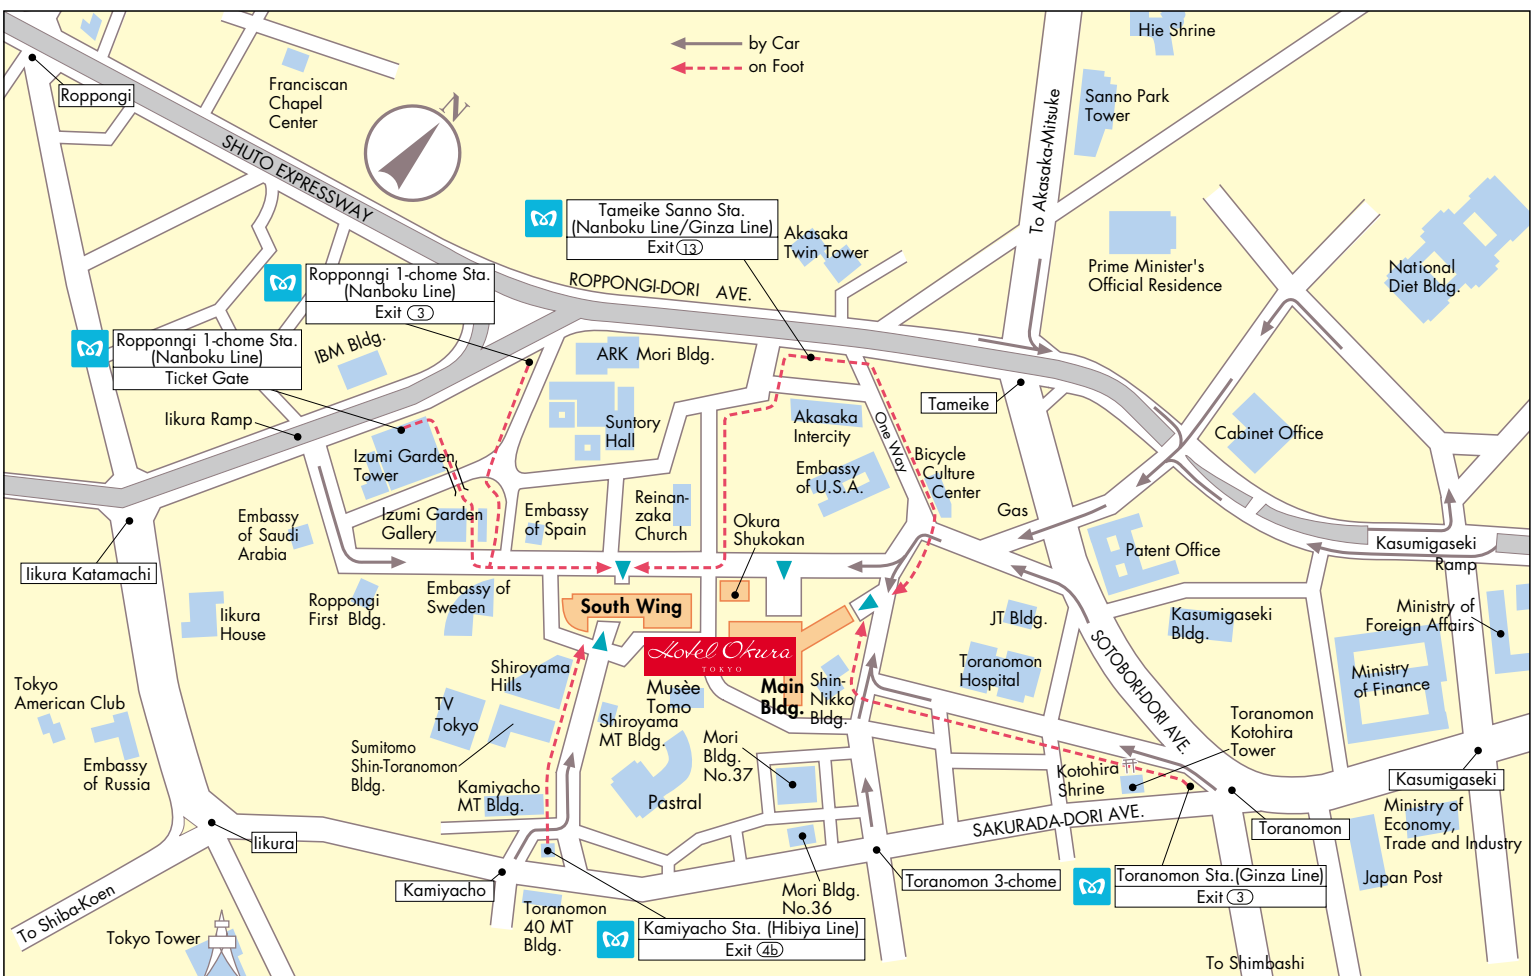 Hie Shrine
by Car
on Foot
N
Roppongi
Franciscan
Chapel
Center
Sanno Park
Tower
To Akasaka-Mitsuke
SHUTO EXPRESSWAY
Tameike Sanno Sta.
(Nanboku Line/Ginza Line)
Exit 13
Akasaka
Twin Tower
Ropponngi 1-chome Sta.
(Nanboku Line)
Exit 3
ROPPONGI-DORI AVE.
Prime Minister's
Official Residence
National
Diet Bldg.
Ropponngi 1-chome Sta.
(Nanboku Line)
Ticket Gate
IBM Bldg.
ARK Mori Bldg.
Tameike
Iikura Ramp
Suntory
Hall
Akasaka
Intercity
One Way
Cabinet Office
Izumi Garden
Tower
Embassy
of U.S.A.
Bicycle
Culture
Center
Izumi Garden
Gallery
Embassy
of Spain
Reinan-
zaka
Church
Okura
Shukokan
Gas
Embassy
of Saudi
Arabia
Patent Office
Kasumigaseki
Ramp
Iikura Katamachi
Iikura
House
Roppongi
First Bldg.
Embassy of
Sweden
South Wing
JT Bldg.
Kasumigaseki
Bldg.
Ministry of
Foreign Affairs
Hotel Okura
TOKYO
SOTOBORI-DORI AVE.
Toranomon
Hospital
Ministry
of Finance
Tokyo
American Club
Shiroyama
Hills
TV
Tokyo
Musèe
Tomo
Main
Bldg.
Shin-
Nikko
Bldg.
Shiroyama
MT Bldg.
Toranomon
Kotohira
Tower
Embassy
of Russia
Sumitomo
Shin-Toranomon
Bldg.
Mori
Bldg.
No.37
Kotohira
Shrine
Kasumigaseki
Kamiyacho
MT Bldg.
Pastral
SAKURADA-DORI AVE.
Toranomon
Ministry of
Economy,
Trade and Industry
Iikura
Kamiyacho
Toranomon 3-chome
Toranomon Sta.(Ginza Line)
Exit 3
Japan Post
Mori Bldg.
No.36
To Shiba-Koen
Toranomon
40 MT
Bldg.
Kamiyacho Sta. (Hibiya Line)
Exit 4b
Tokyo Tower
To Shimbashi